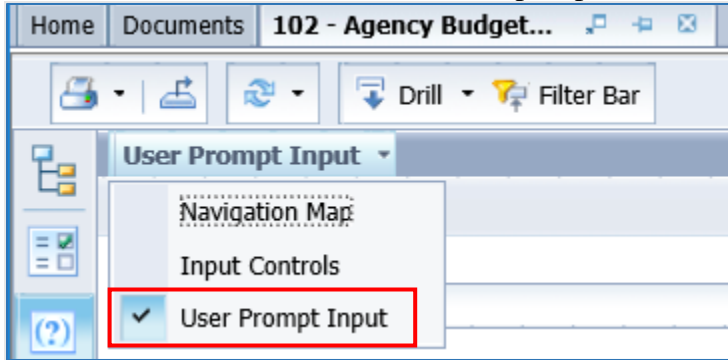 Home Documents 102 - Agency Budget...
Drill Filter Bar
User Prompt Input
Navigation Map
Input Controls
User Prompt Input
(?)